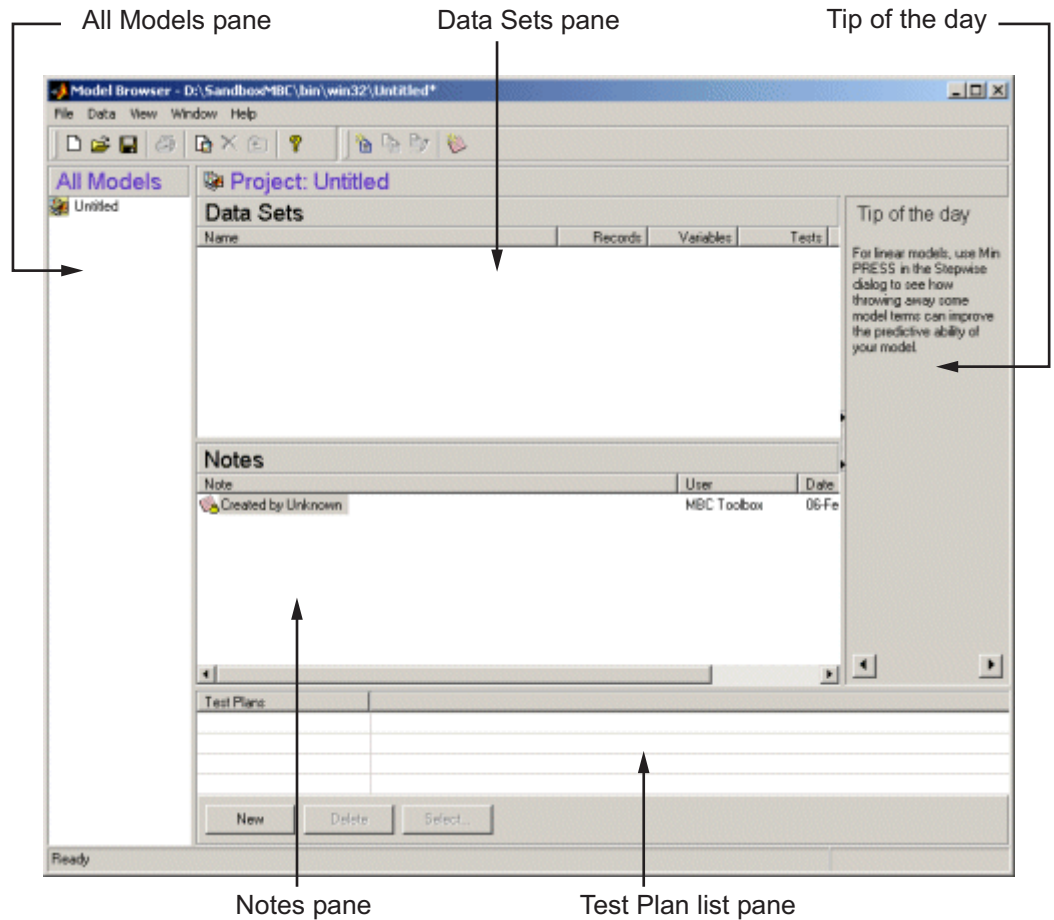 All Models pane
Data Sets pane
Tip of the day
Model Browser - D:\SandboxMBC\bin\win32\Untitled*
File Data View Window Help
All Models
Project: Untitled
Untitled
Data Sets
Name Records Variables Tests
Tip of the day
For linear models, use Min
PRESS in the Stepwise
dialog to see how
throwing away some
model terms can improve
the predictive ability of
your model.
Notes
Note User Date
Created by Unknown MBC Toolbox 06-Fe
Test Plans
New Delete Select...
Ready
Notes pane
Test Plan list pane